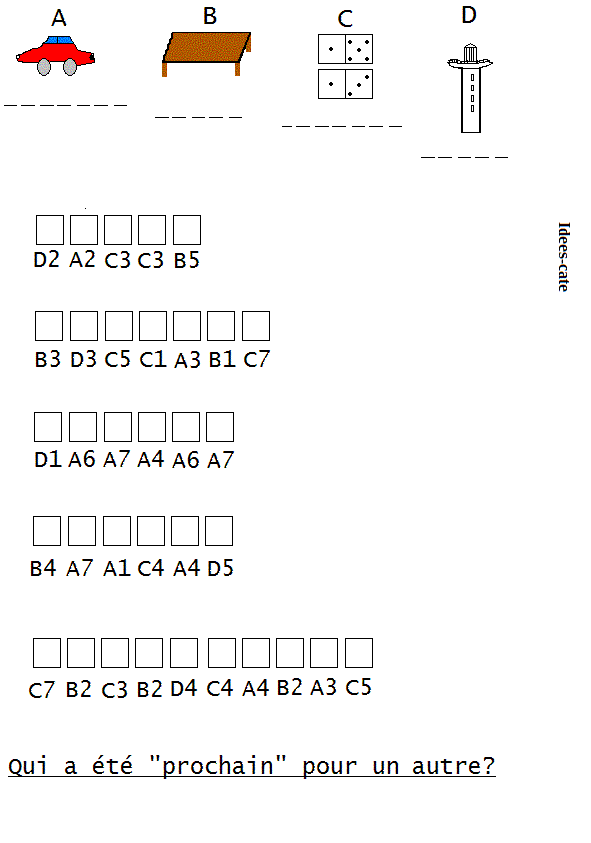 A B C D
D2 A2 C3 C3 B5
B3 D3 C5 C1 A3 B1 C7
D1 A6 A7 A4 A6 A7
B4 A7 A1 C4 A4 D5
C7 B2 C3 B2 D4 C4 A4 B2 A3 C5
Qui a été "prochain" pour un autre?
Idees-cate